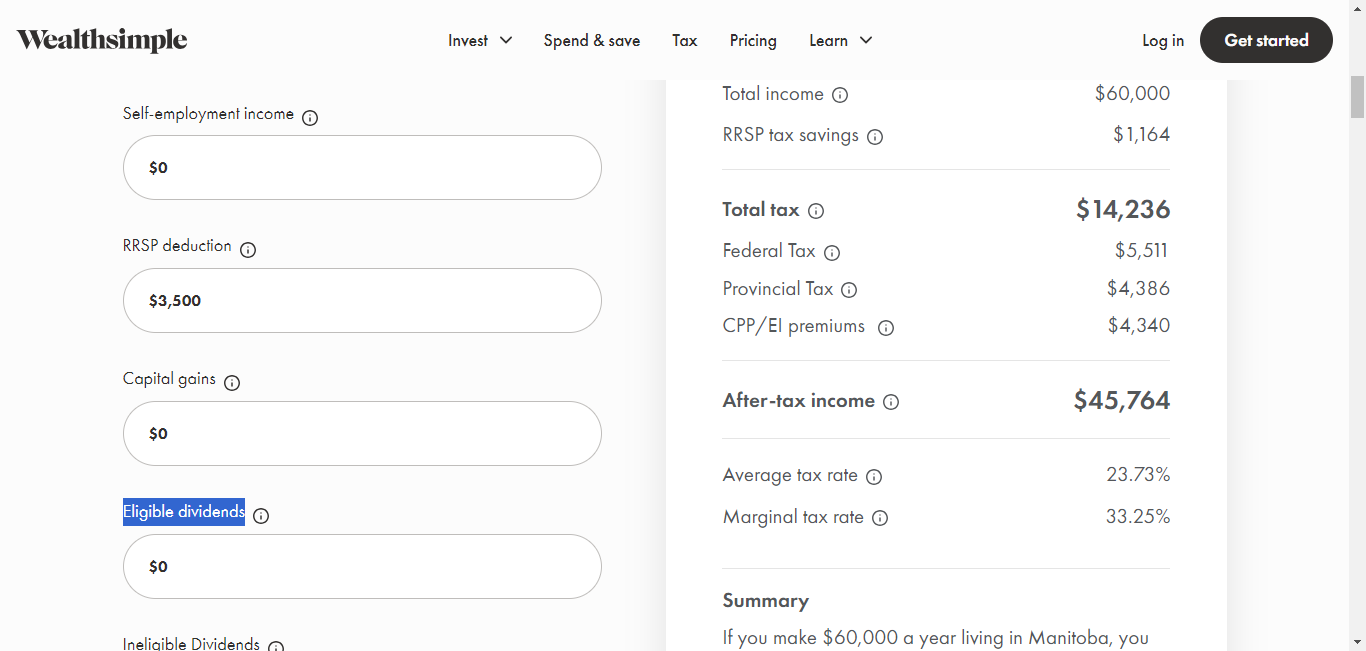 Wealthsimple Invest Spend & save Tax Pricing Learn Log in Get started
Self-employment income
$0
RRSP deduction
$3,500
Capital gains
$0
Eligible dividends
$0
Ineligible Dividends
Total income $60,000
RRSP tax savings $1,164
Total tax $14,236
Federal Tax $5,511
Provincial Tax $4,386
CPP/EI premiums $4,340
After-tax income $45,764
Average tax rate 23.73%
Marginal tax rate 33.25%
Summary
If you make $60,000 a year living in Manitoba, you